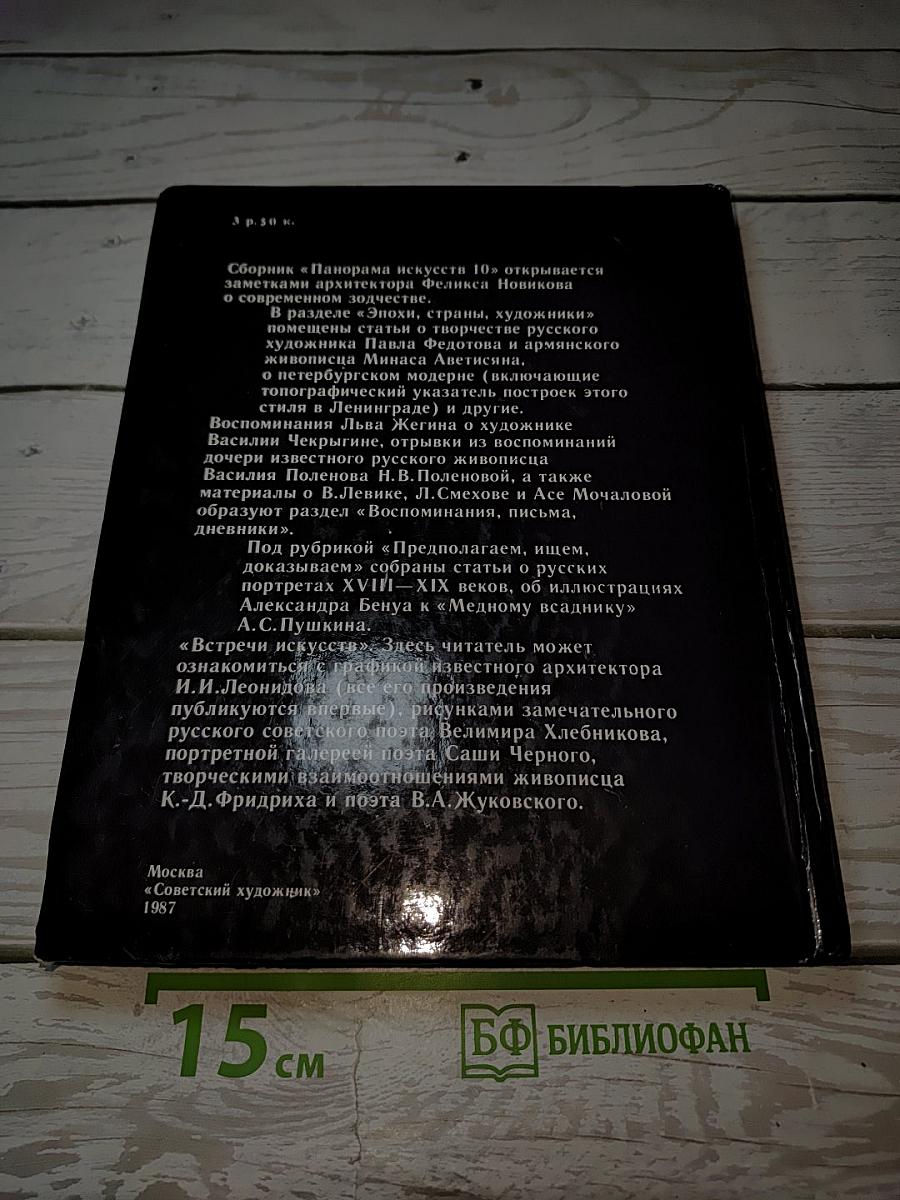 3 р. 50 к.
Сборник «Панорама искусств 10» открывается
заметками архитектора Феликса Новикова
о современном зодчестве.
В разделе «Эпохи, страны, художники»
помещены статьи о творчестве русского
художника Павла Федотова и армянского
живописца Минаса Аветисяна,
о петербургском модерне (включающие
топографический указатель построек этого
стиля в Ленинграде) и другие.
Воспоминания Льва Жегина о художнике
Василии Чекрыгине, отрывки из воспоминаний
дочери известного русского живописца
Василия Поленова Н.В.Поленовой, а также
материалы о В.Левике, Л.Смехове и Асе Мочаловой
образуют раздел «Воспоминания, письма,
дневники».
Под рубрикой «Предполагаем, ищем,
доказываем» собраны статьи о русских
портретах XVIII—XIX веков, об иллюстрациях
Александра Бенуа к «Медному всаднику»
А.С.Пушкина.
«Встречи искусств». Здесь читатель может
ознакомиться с графикой известного архитектора
И.И.Леонидова (все его произведения
публикуются впервые), рисунками замечательного
русского советского поэта Велимира Хлебникова,
портретной галереей поэта Саши Черного,
творческими взаимоотношениями живописца
К.-Д.Фридриха и поэта В.А.Жуковского.
Москва
«Советский художник»
1987
15 см
БФ БИБЛИОФАН